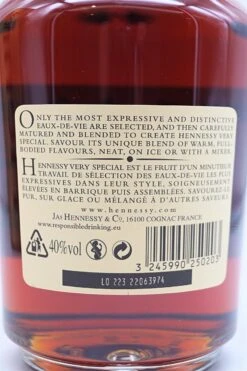 ONLY THE MOST EXPRESSIVE AND DISTINCTIVE
EAUX-DE-VIE ARE SELECTED, AND THEN CAREFULLY
MATURED AND BLENDED TO CREATE HENNESSY VERY
SPECIAL. SAVOUR ITS UNIQUE BLEND OF WARM, FULL-
BODIED FLAVOURS, NEAT, ON ICE OR WITH A MIXER.
HENNESSY VERY SPECIAL EST LE FRUIT D'UN MINUTIEUX
TRAVAIL DE SÉLECTION DES EAUX-DE-VIE LES PLUS
EXPRESSIVES DANS LEUR STYLE, SOIGNEUSEMENT
ÉLEVÉES EN BARRIQUE PUIS ASSEMBLÉES. SAVOUREZ-LE
PUR, SUR GLACE OU MÉLANGÉ À D'AUTRES SAVEURS.
www.hennessy.com
JAS HENNESSY & CO, 16100 COGNAC FRANCE
www.responsibledrinking.eu
40%vol
3 245990 250203
LO 223 22063974